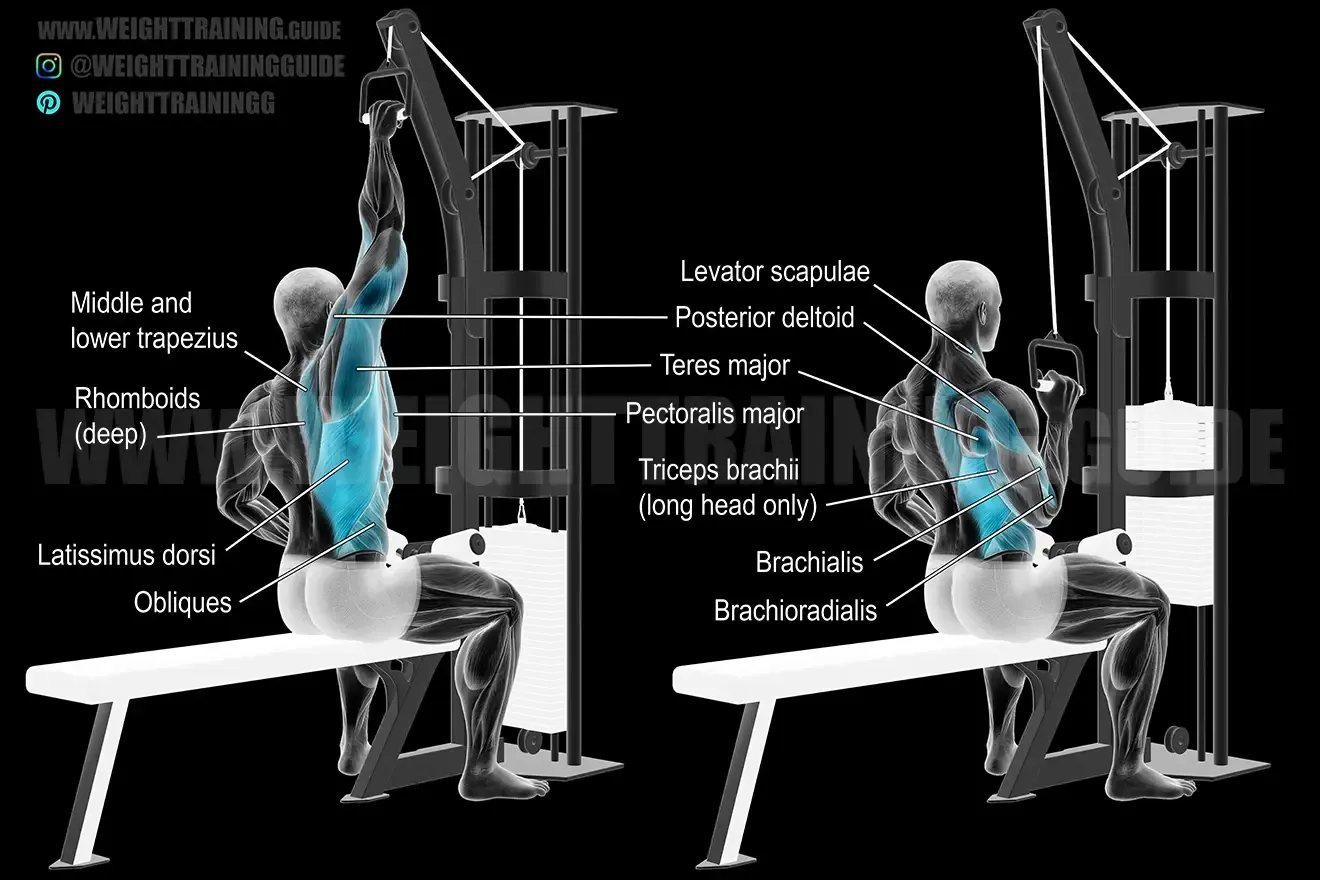 WWW.WEIGHTTRAINING.GUIDE
@WEIGHTTRAININGGUIDE
WEIGHTTRAININGG
Middle and
lower trapezius
Rhomboids
(deep)
Latissimus dorsi
Obliques
Levator scapulae
Posterior deltoid
Teres major
Pectoralis major
Triceps brachii
(long head only)
Brachialis
Brachioradialis
WWW.WEIGHTTRAINING.GUIDE